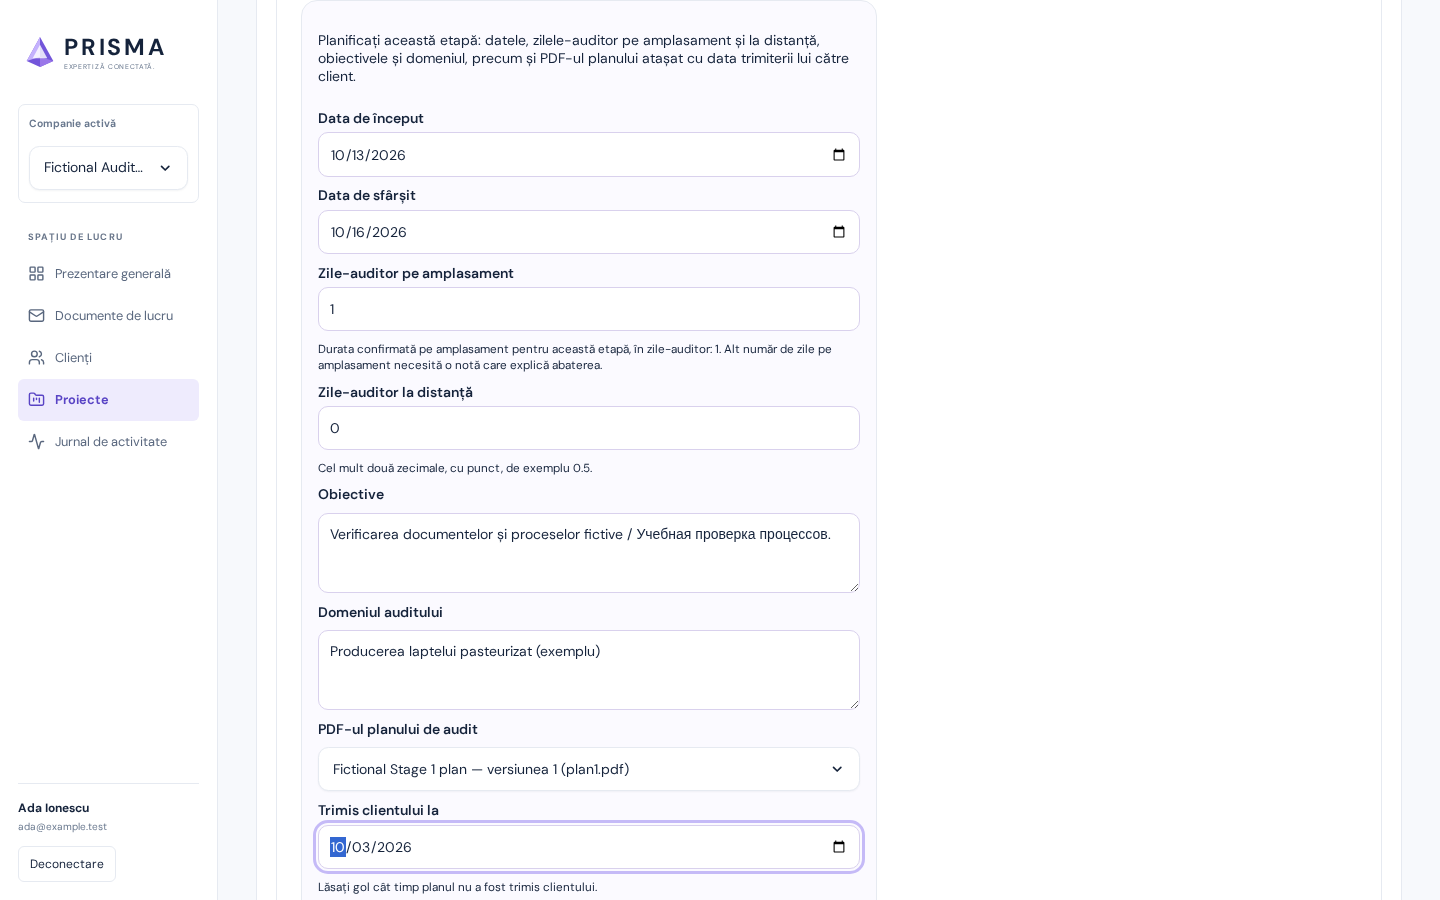 PRISMA
EXPERTIZĂ CONECTATĂ.
Companie activă
Fictional Audit...
SPAȚIU DE LUCRU
Prezentare generală
Documente de lucru
Clienți
Proiecte
Jurnal de activitate
Ada Ionescu
ada@example.test
Deconectare
Planificați această etapă: datele, zilele-auditor pe amplasament și la distanță,
obiectivele și domeniul, precum și PDF-ul planului atașat cu data trimiterii lui către
client.
Data de început
10/13/2026
Data de sfârșit
10/16/2026
Zile-auditor pe amplasament
1
Durata confirmată pe amplasament pentru această etapă, în zile-auditor: 1. Alt număr de zile pe
amplasament necesită o notă care explică abaterea.
Zile-auditor la distanță
0
Cel mult două zecimale, cu punct, de exemplu 0.5.
Obiective
Verificarea documentelor și proceselor fictive / Учебная проверка процессов.
Domeniul auditului
Producerea laptelui pasteurizat (exemplu)
PDF-ul planului de audit
Fictional Stage 1 plan — versiunea 1 (plan1.pdf)
Trimis clientului la
10/03/2026
Lăsați gol cât timp planul nu a fost trimis clientului.